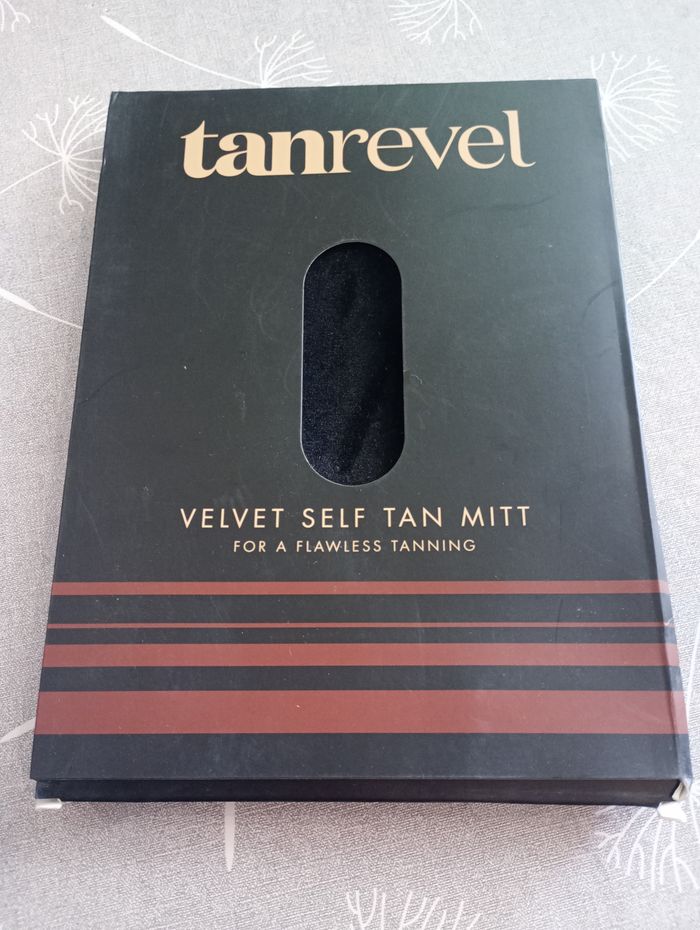 tanrevel
VELVET SELF TAN MITT
FOR A FLAWLESS TANNING